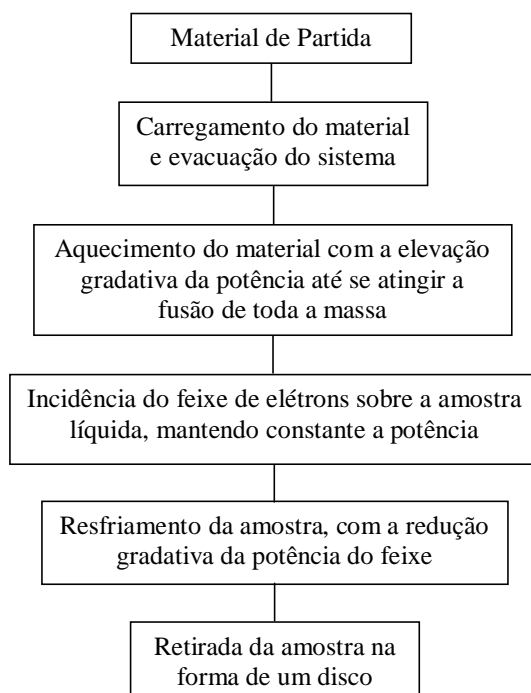 Material de Partida
Carregamento do material
e evacuação do sistema
Aquecimento do material com a elevação
gradativa da potência até se atingir a
fusão de toda a massa
Incidência do feixe de elétrons sobre a amostra
líquida, mantendo constante a potência
Resfriamento da amostra, com a redução
gradativa da potência do feixe
Retirada da amostra na
forma de um disco